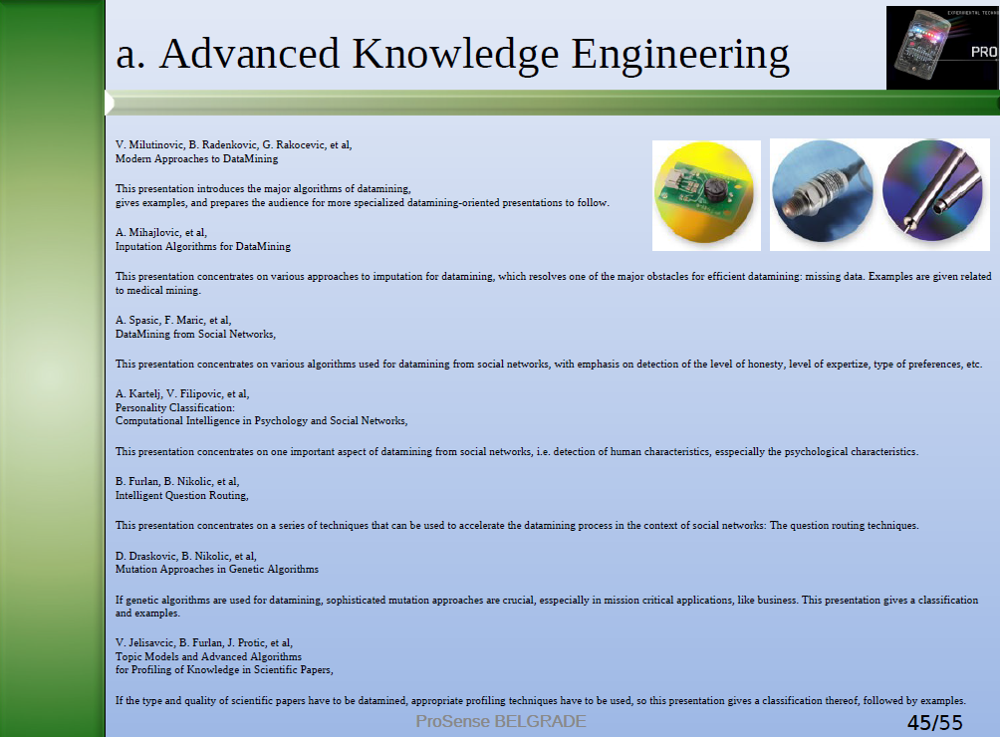 a. Advanced Knowledge Engineering
EXPERIMENTAL TECHN
PRO
V. Milutinovic, B. Radenkovic, G. Rakocevic, et al,
Modern Approaches to DataMining
This presentation introduces the major algorithms of datamining,
gives examples, and prepares the audience for more specialized datamining-oriented presentations to follow.
A. Mihajlovic, et al,
Inputation Algorithms for DataMining
This presentation concentrates on various approaches to imputation for datamining, which resolves one of the major obstacles for efficient datamining: missing data. Examples are given related
to medical mining.
A. Spasic, F. Maric, et al,
DataMining from Social Networks,
This presentation concentrates on various algorithms used for datamining from social networks, with emphasis on detection of the level of honesty, level of expertize, type of preferences, etc.
A. Kartelj, V. Filipovic, et al,
Personality Classification:
Computational Intelligence in Psychology and Social Networks,
This presentation concentrates on one important aspect of datamining from social networks, i.e. detection of human characteristics, esspecially the psychological characteristics.
B. Furlan, B. Nikolic, et al,
Intelligent Question Routing,
This presentation concentrates on a series of techniques that can be used to accelerate the datamining process in the context of social networks: The question routing techniques.
D. Draskovic, B. Nikolic, et al,
Mutation Approaches in Genetic Algorithms
If genetic algorithms are used for datamining, sophisticated mutation approaches are crucial, esspecially in mission critical applications, like business. This presentation gives a classification
and examples.
V. Jelisavcic, B. Furlan, J. Protic, et al,
Topic Models and Advanced Algorithms
for Profiling of Knowledge in Scientific Papers,
If the type and quality of scientific papers have to be datamined, appropriate profiling techniques have to be used, so this presentation gives a classification thereof, followed by examples.
ProSense BELGRADE
45/55